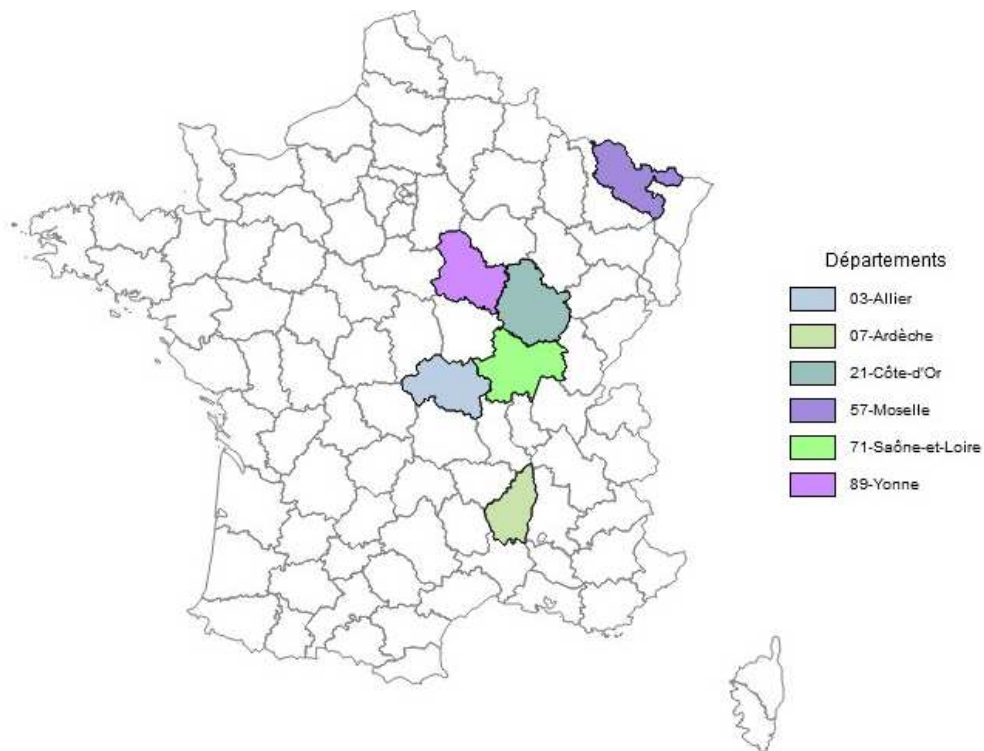 Départements
03-Allier
07-Ardèche
21-Côte-d'Or
57-Moselle
71-Saône-et-Loire
89-Yonne